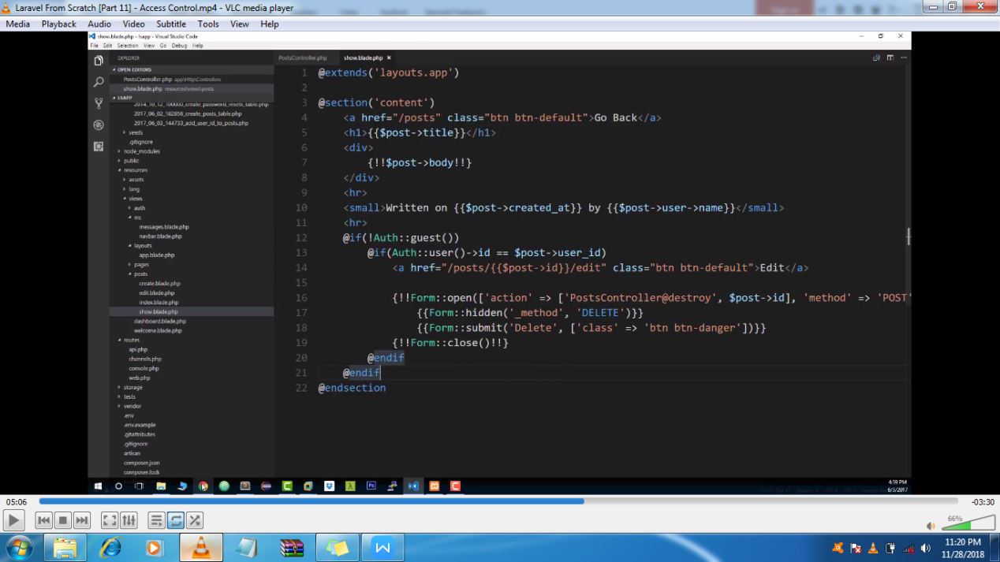 Laravel From Scratch [Part 11] - Access Control.mp4 - VLC media player
Media Playback Audio Video Subtitle Tools View Help
show.blade.php - lsapp - Visual Studio Code
File Edit Selection View Go Debug Help
EXPLORER
OPEN EDITORS
PostsController.php app\Http\Controllers
show.blade.php resources\views\posts
LSAPP
2014_10_12_100000_create_password_resets_table.php
2017_06_02_182856_create_posts_table.php
2017_06_03_144733_add_user_id_to_posts.php
seeds
.gitignore
node_modules
public
resources
assets
lang
views
auth
inc
messages.blade.php
navbar.blade.php
layouts
app.blade.php
pages
posts
create.blade.php
edit.blade.php
index.blade.php
show.blade.php
dashboard.blade.php
welcome.blade.php
routes
api.php
channels.php
console.php
web.php
storage
tests
vendor
.env
.env.example
.gitattributes
.gitignore
artisan
composer.json
composer.lock
PostsController.php show.blade.php
1 @extends('layouts.app')
2
3 @section('content')
4 <a href="/posts" class="btn btn-default">Go Back</a>
5 <h1>{{$post->title}}</h1>
6 <div>
7 {!!$post->body!!}
8 </div>
9 <hr>
10 <small>Written on {{$post->created_at}} by {{$post->user->name}}</small>
11 <hr>
12 @if(!Auth::guest())
13 @if(Auth::user()->id == $post->user_id)
14 <a href="/posts/{{$post->id}}/edit" class="btn btn-default">Edit</a>
15
16 {!!Form::open(['action' => ['PostsController@destroy', $post->id], 'method' => 'POST'
17 {{Form::hidden('_method', 'DELETE')}}
18 {{Form::submit('Delete', ['class' => 'btn btn-danger'])}}
19 {!!Form::close()!!}
20 @endif
21 @endif
22 @endsection
4:59 PM
6/3/2017
05:06 -03:30
66%
11:20 PM
11/28/2018